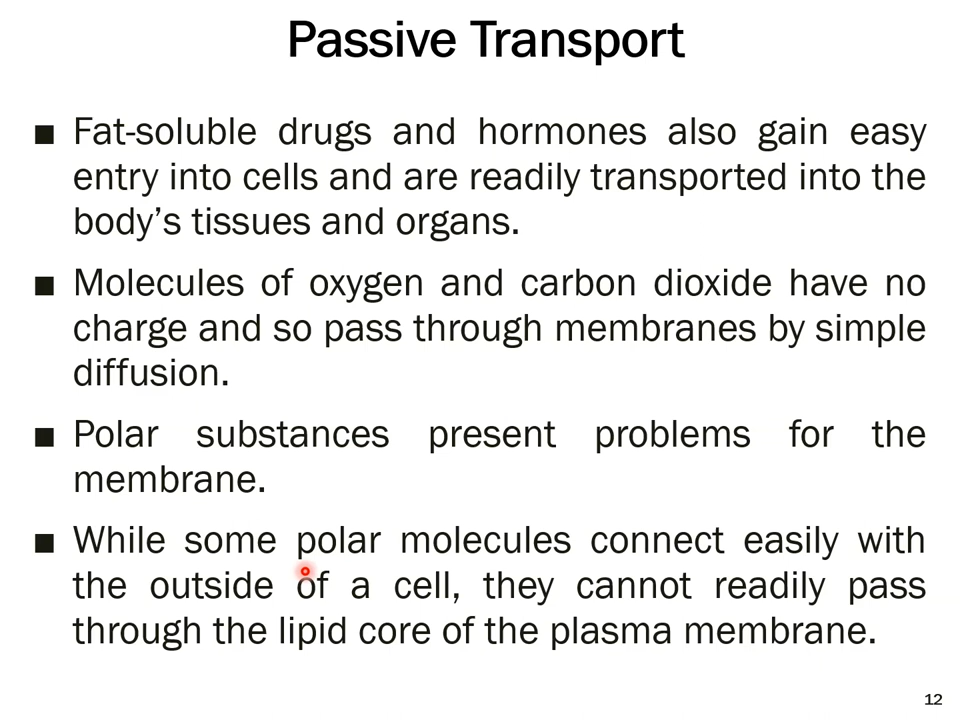 Passive Transport
■ Fat-soluble drugs and hormones also gain easy
entry into cells and are readily transported into the
body’s tissues and organs.
■ Molecules of oxygen and carbon dioxide have no
charge and so pass through membranes by simple
diffusion.
■ Polar substances present problems for the
membrane.
■ While some polar molecules connect easily with
the outside of a cell, they cannot readily pass
through the lipid core of the plasma membrane.
12